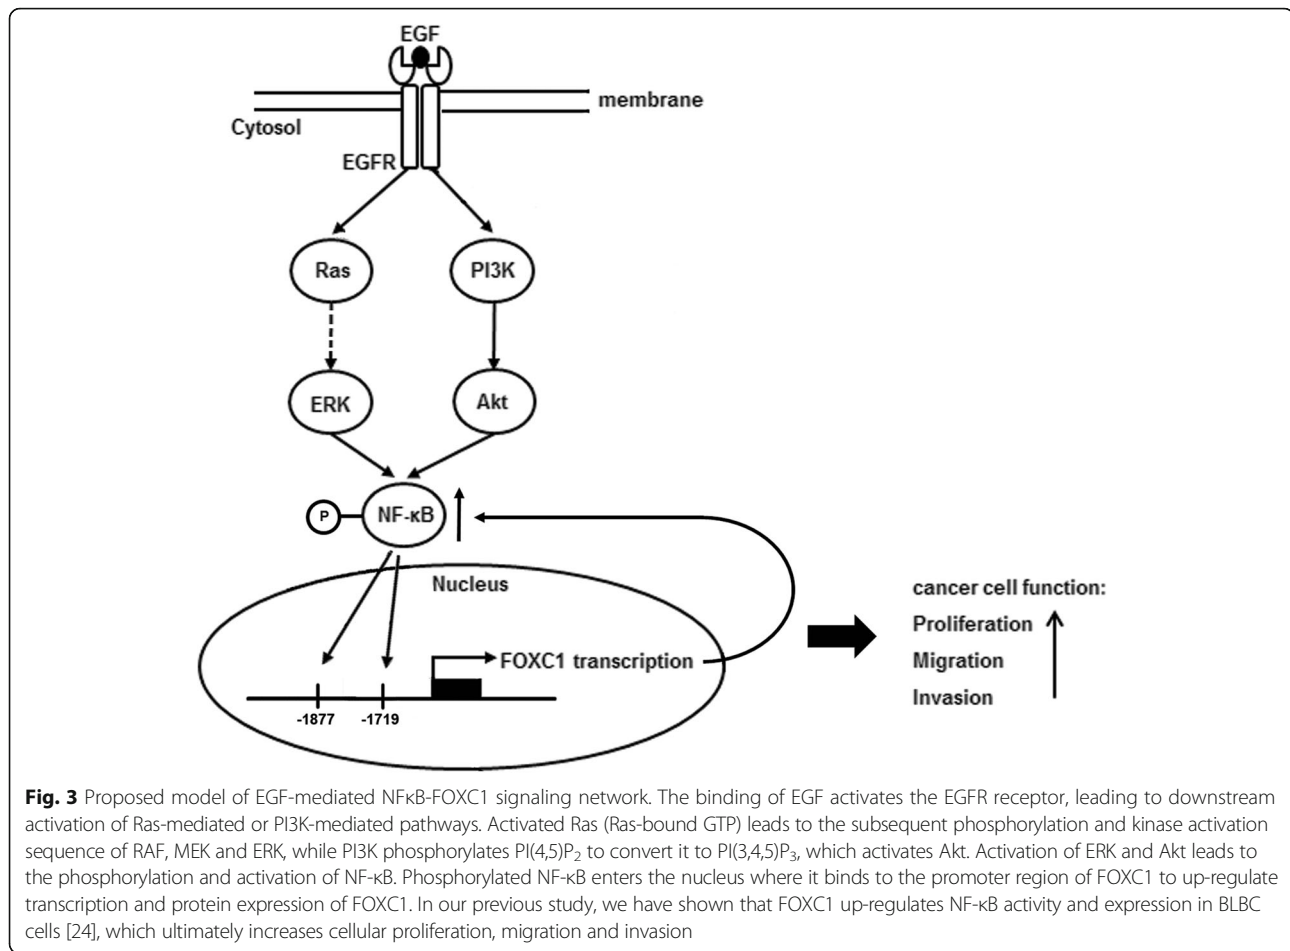 EGF
membrane
Cytosol
EGFR
Ras
PI3K
ERK
Akt
P
NF-κB
Nucleus
FOXC1 transcription
-1877
-1719
cancer cell function:
Proliferation
Migration
Invasion
Fig. 3 Proposed model of EGF-mediated NFκB-FOXC1 signaling network. The binding of EGF activates the EGFR receptor, leading to downstream
activation of Ras-mediated or PI3K-mediated pathways. Activated Ras (Ras-bound GTP) leads to the subsequent phosphorylation and kinase activation
sequence of RAF, MEK and ERK, while PI3K phosphorylates PI(4,5)P₂ to convert it to PI(3,4,5)P₃, which activates Akt. Activation of ERK and Akt leads to
the phosphorylation and activation of NF-κB. Phosphorylated NF-κB enters the nucleus where it binds to the promoter region of FOXC1 to up-regulate
transcription and protein expression of FOXC1. In our previous study, we have shown that FOXC1 up-regulates NF-κB activity and expression in BLBC
cells [24], which ultimately increases cellular proliferation, migration and invasion